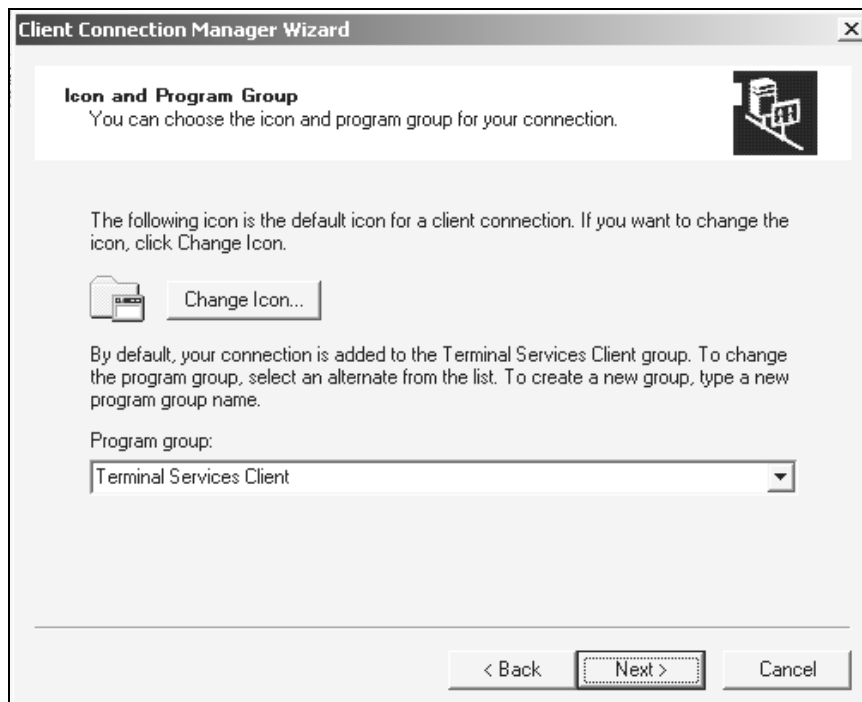 Client Connection Manager Wizard
Icon and Program Group
You can choose the icon and program group for your connection.
The following icon is the default icon for a client connection. If you want to change the
icon, click Change Icon.
Change Icon...
By default, your connection is added to the Terminal Services Client group. To change
the program group, select an alternate from the list. To create a new group, type a new
program group name.
Program group:
Terminal Services Client
< Back Next > Cancel